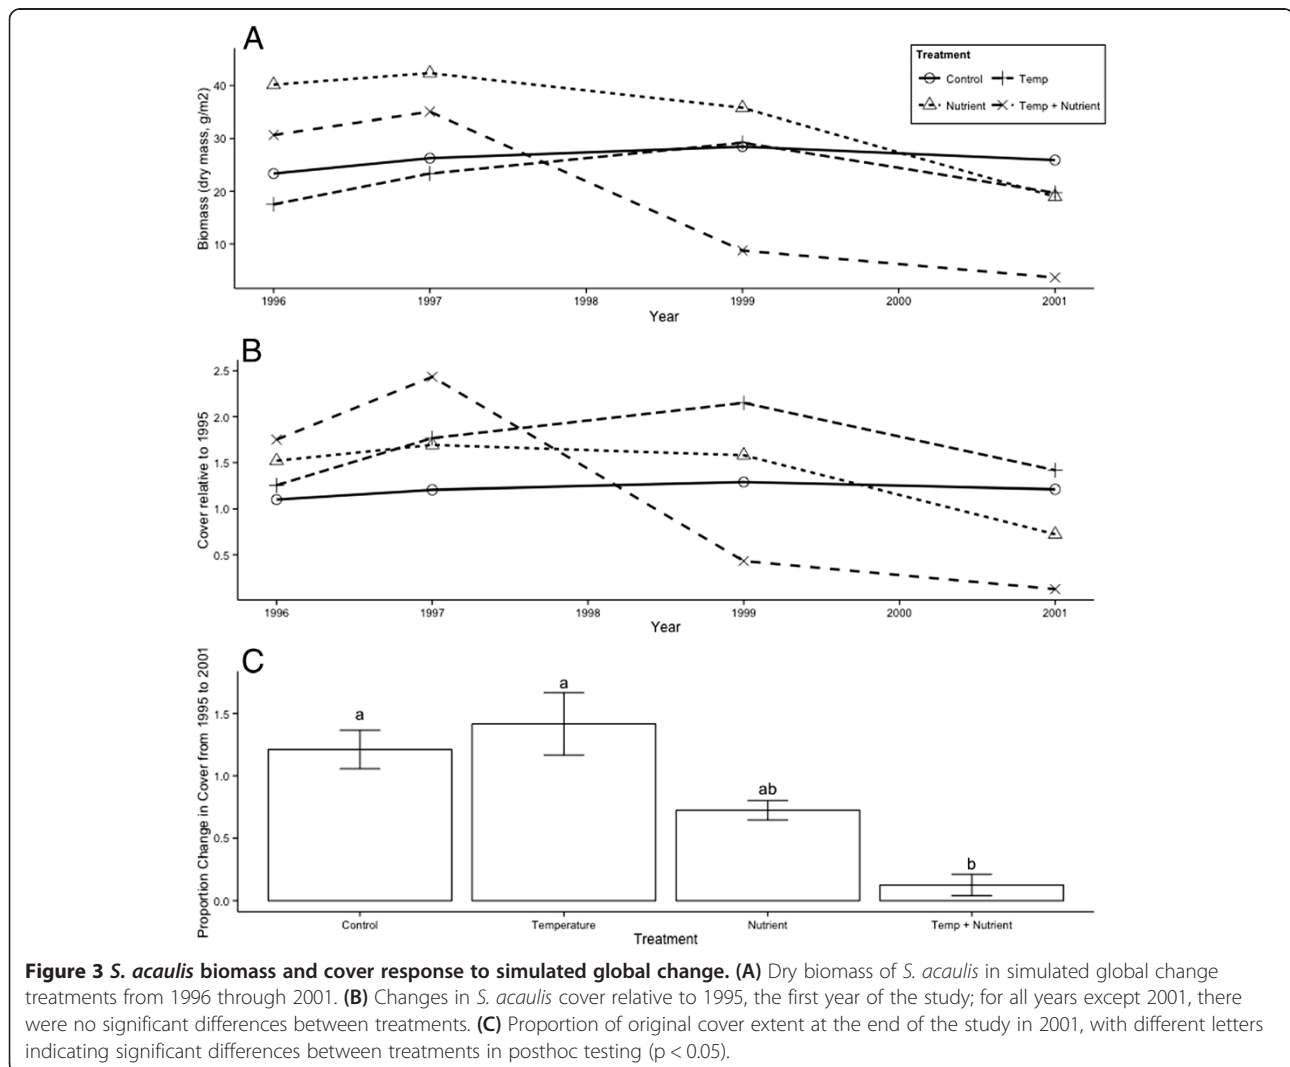 A
Biomass (dry mass, g/m2)
40
30
20
10
Treatment
Control Temp
Nutrient Temp + Nutrient
1996 1997 1998 1999 2000 2001
Year
B
Cover relative to 1995
2.5
2.0
1.5
1.0
0.5
1996 1997 1998 1999 2000 2001
Year
C
Proportion Change in Cover from 1995 to 2001
1.5
1.0
0.5
0.0
a
a
ab
b
Control Temperature Nutrient Temp + Nutrient
Treatment
Figure 3 S. acaulis biomass and cover response to simulated global change. (A) Dry biomass of S. acaulis in simulated global change
treatments from 1996 through 2001. (B) Changes in S. acaulis cover relative to 1995, the first year of the study; for all years except 2001, there
were no significant differences between treatments. (C) Proportion of original cover extent at the end of the study in 2001, with different letters
indicating significant differences between treatments in posthoc testing (p < 0.05).